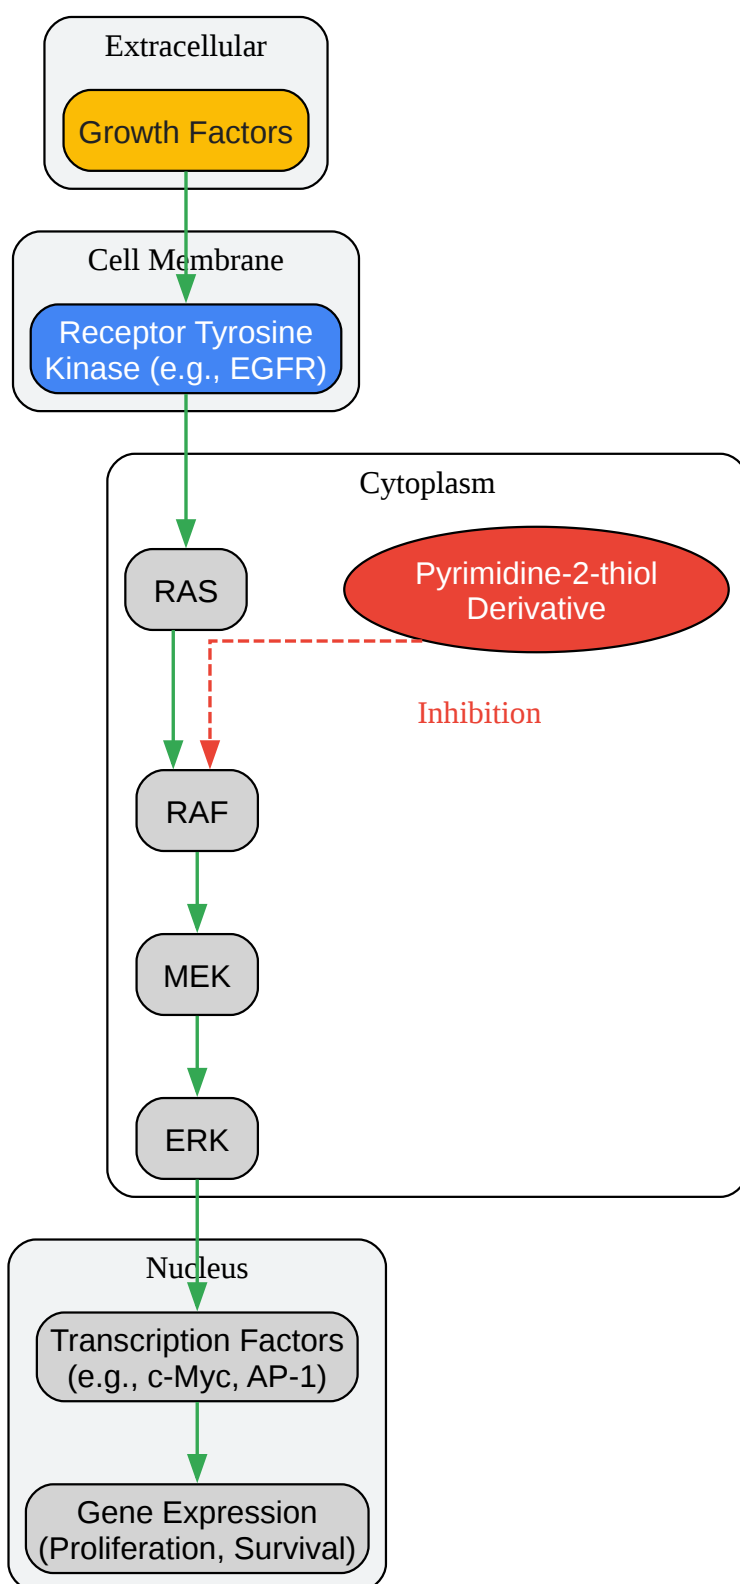 Extracellular
Growth Factors
Cell Membrane
Receptor Tyrosine
Kinase (e.g., EGFR)
Cytoplasm
RAS
Pyrimidine-2-thiol
Derivative
Inhibition
RAF
MEK
ERK
Nucleus
Transcription Factors
(e.g., c-Myc, AP-1)
Gene Expression
(Proliferation, Survival)